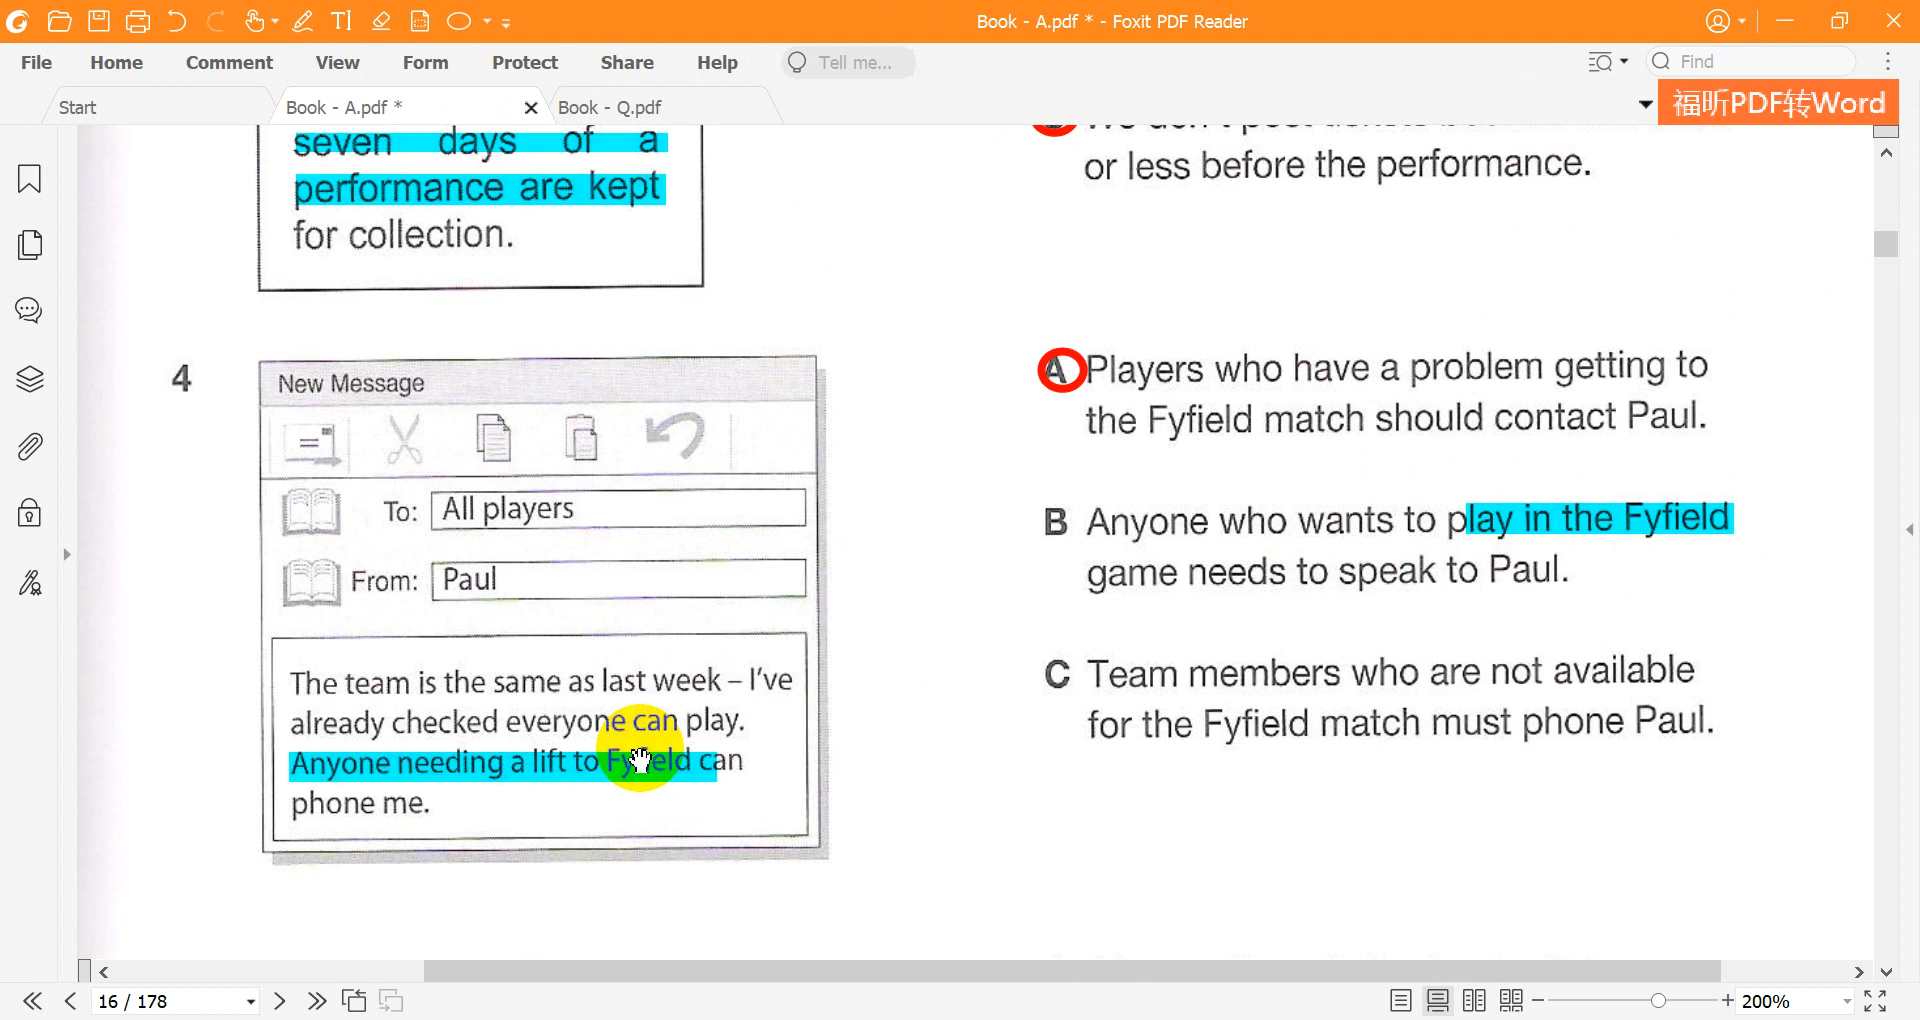 Book - A.pdf * - Foxit PDF Reader
File Home Comment View Form Protect Share Help Tell me... Find
Start Book - A.pdf * Book - Q.pdf 福昕PDF转Word
seven days of a
performance are kept
for collection.
or less before the performance.
4
New Message
To: All players
From: Paul
The team is the same as last week – I've
already checked everyone can play.
Anyone needing a lift to Fyfield can
phone me.
A Players who have a problem getting to
the Fyfield match should contact Paul.
B Anyone who wants to play in the Fyfield
game needs to speak to Paul.
C Team members who are not available
for the Fyfield match must phone Paul.
16 / 178 200%